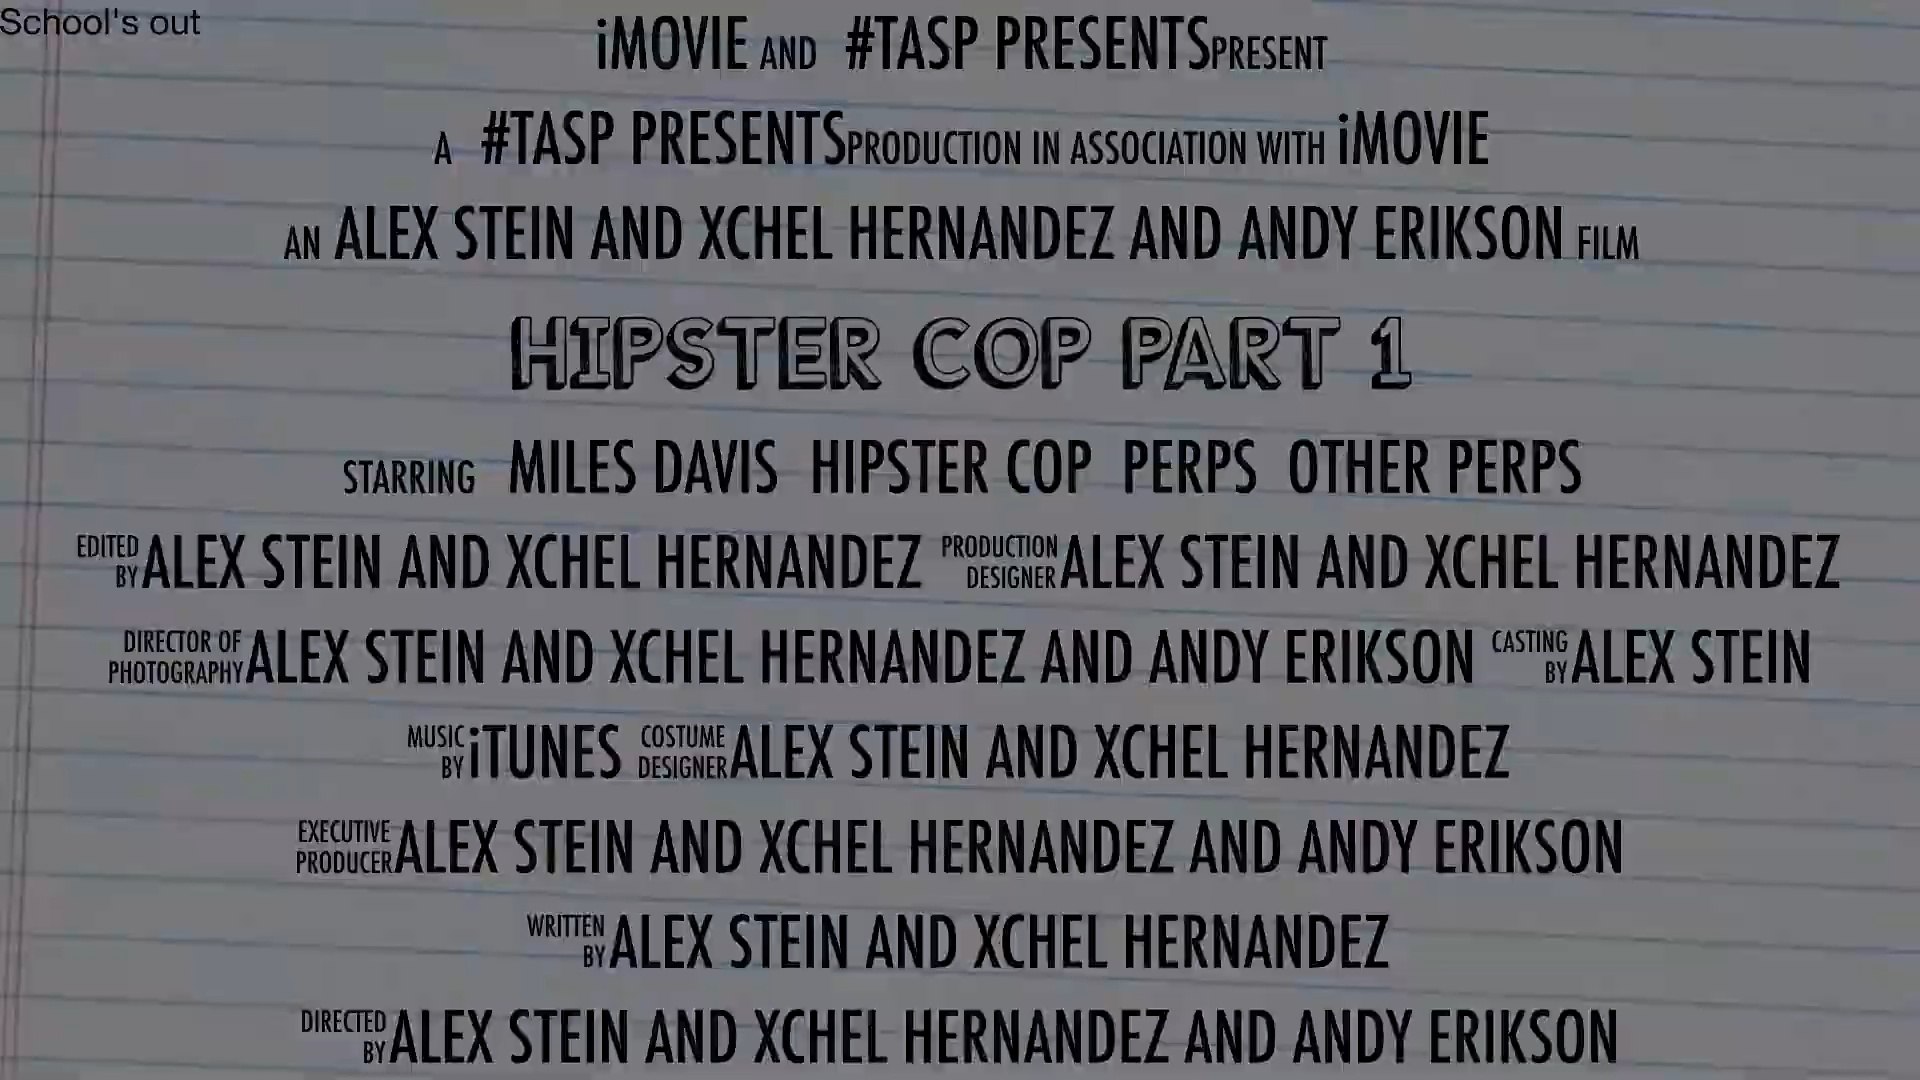 School's out
iMOVIE AND #TASP PRESENTSPRESENT
A #TASP PRESENTSPRODUCTION IN ASSOCIATION WITH iMOVIE
AN ALEX STEIN AND XCHEL HERNANDEZ AND ANDY ERIKSON FILM
HIPSTER COP PART 1
STARRING MILES DAVIS HIPSTER COP PERPS OTHER PERPS
EDITED BY ALEX STEIN AND XCHEL HERNANDEZ PRODUCTION DESIGNER ALEX STEIN AND XCHEL HERNANDEZ
DIRECTOR OF PHOTOGRAPHY ALEX STEIN AND XCHEL HERNANDEZ AND ANDY ERIKSON CASTING BY ALEX STEIN
MUSIC BY iTUNES COSTUME DESIGNER ALEX STEIN AND XCHEL HERNANDEZ
EXECUTIVE PRODUCER ALEX STEIN AND XCHEL HERNANDEZ AND ANDY ERIKSON
WRITTEN BY ALEX STEIN AND XCHEL HERNANDEZ
DIRECTED BY ALEX STEIN AND XCHEL HERNANDEZ AND ANDY ERIKSON